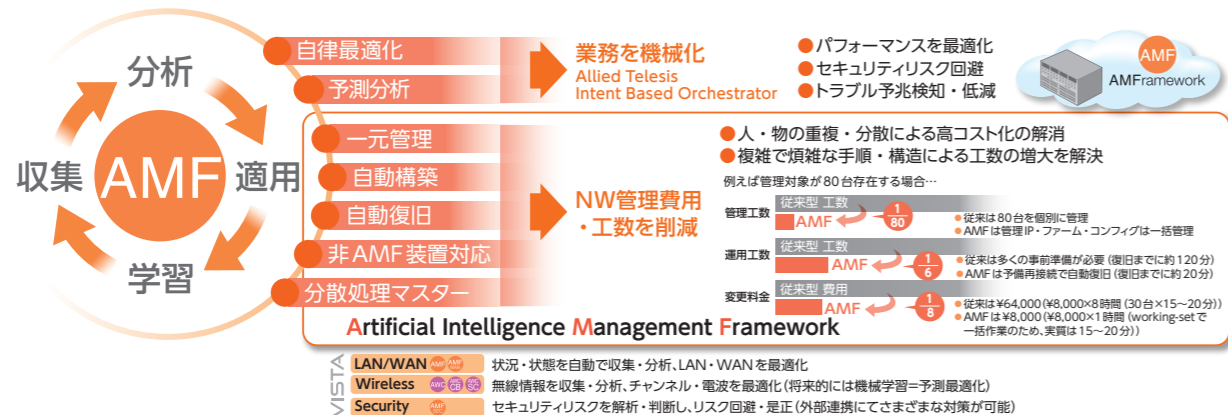 分析
適用
学習
収集
AMF
自律最適化
予測分析
一元管理
自動構築
自動復旧
非AMF装置対応
分散処理マスター
業務を機械化
Allied Telesis
Intent Based Orchestrator
●パフォーマンスを最適化
●セキュリティリスク回避
●トラブル予兆検知・低減
AMF
AMFramework
NW管理費用
・工数を削減
●人・物の重複・分散による高コスト化の解消
●複雑で煩雑な手順・構造による工数の増大を解決
例えば管理対象が80台存在する場合…
管理工数
従来型 工数
AMF
1/80
●従来は80台を個別に管理
●AMFは管理IP・ファーム・コンフィグは一括管理
運用工数
従来型 工数
AMF
1/6
●従来は多くの事前準備が必要（復旧までに約120分）
●AMFは予備再接続で自動復旧（復旧までに約20分）
変更料金
従来型 費用
AMF
1/8
●従来は¥64,000（¥8,000×8時間（30台×15～20分））
●AMFは¥8,000（¥8,000×1時間（working-setで
一括作業のため、実質は15～20分））
Artificial Intelligence Management Framework
VISTA
LAN/WAN AMF AMF
状況・状態を自動で収集・分析、LAN・WANを最適化
Wireless AWC AWC CB AWC SC
無線情報を収集・分析、チャンネル・電波を最適化（将来的には機械学習=予測最適化）
Security
セキュリティリスクを解析・判断し、リスク回避・是正（外部連携にてさまざまな対策が可能）